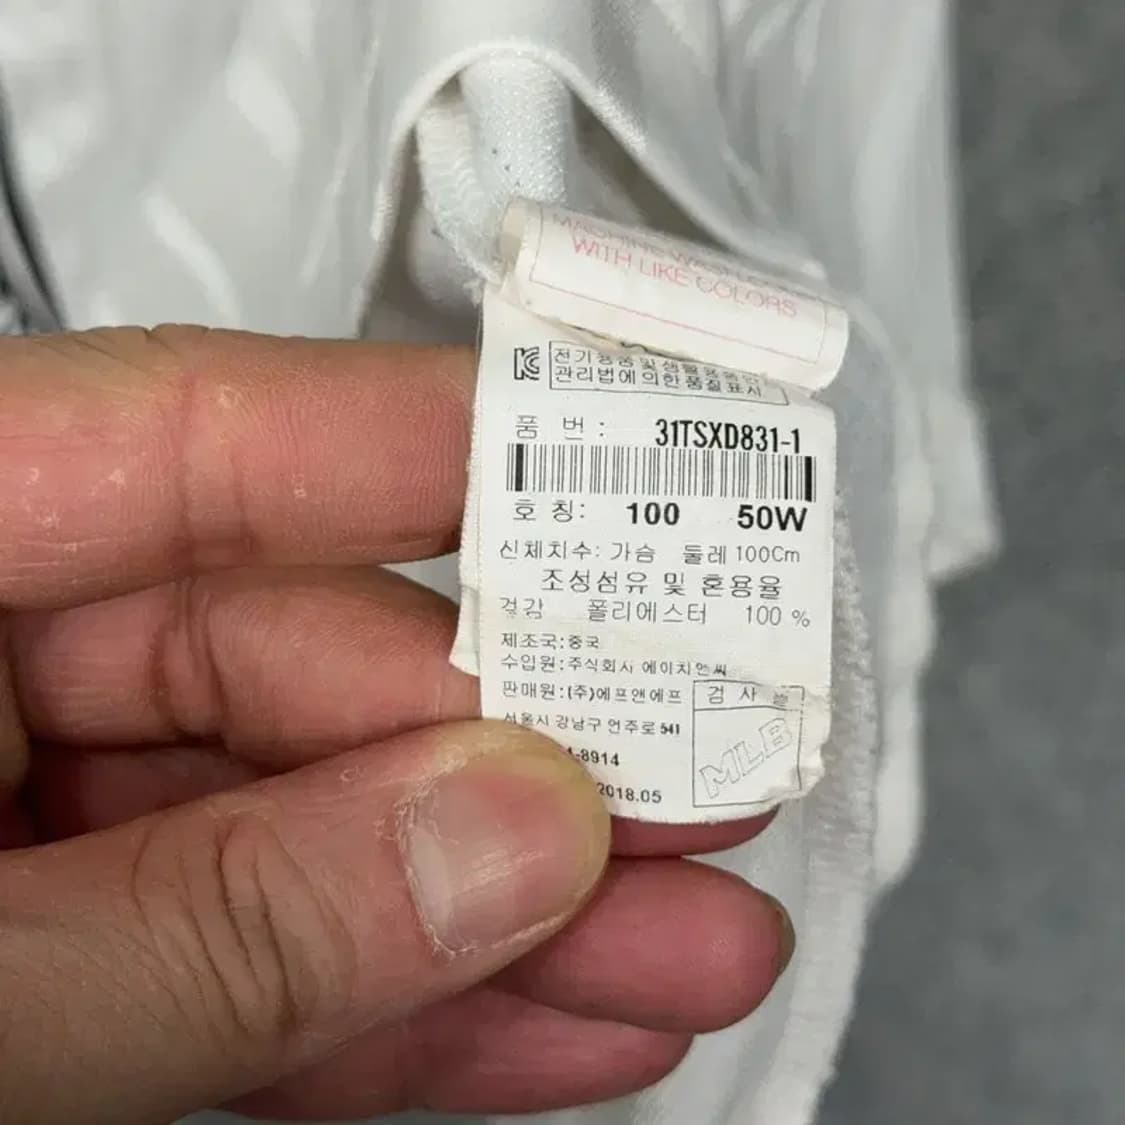 MACHINE WASH
WITH LIKE COLORS
전기용품 및 생활용품안전
관리법에 의한 품질표시
품 번: 31TSXD831-1
호 칭: 100 50W
신체치수: 가슴 둘레 100Cm
조성섬유 및 혼용율
겉감 폴리에스터 100 %
제조국:중국
수입원:주식회사 에이치엔씨
판매원:(주)에프앤에프
검 사 필
서울시 강남구 언주로 541
MLB
-8914
2018.05